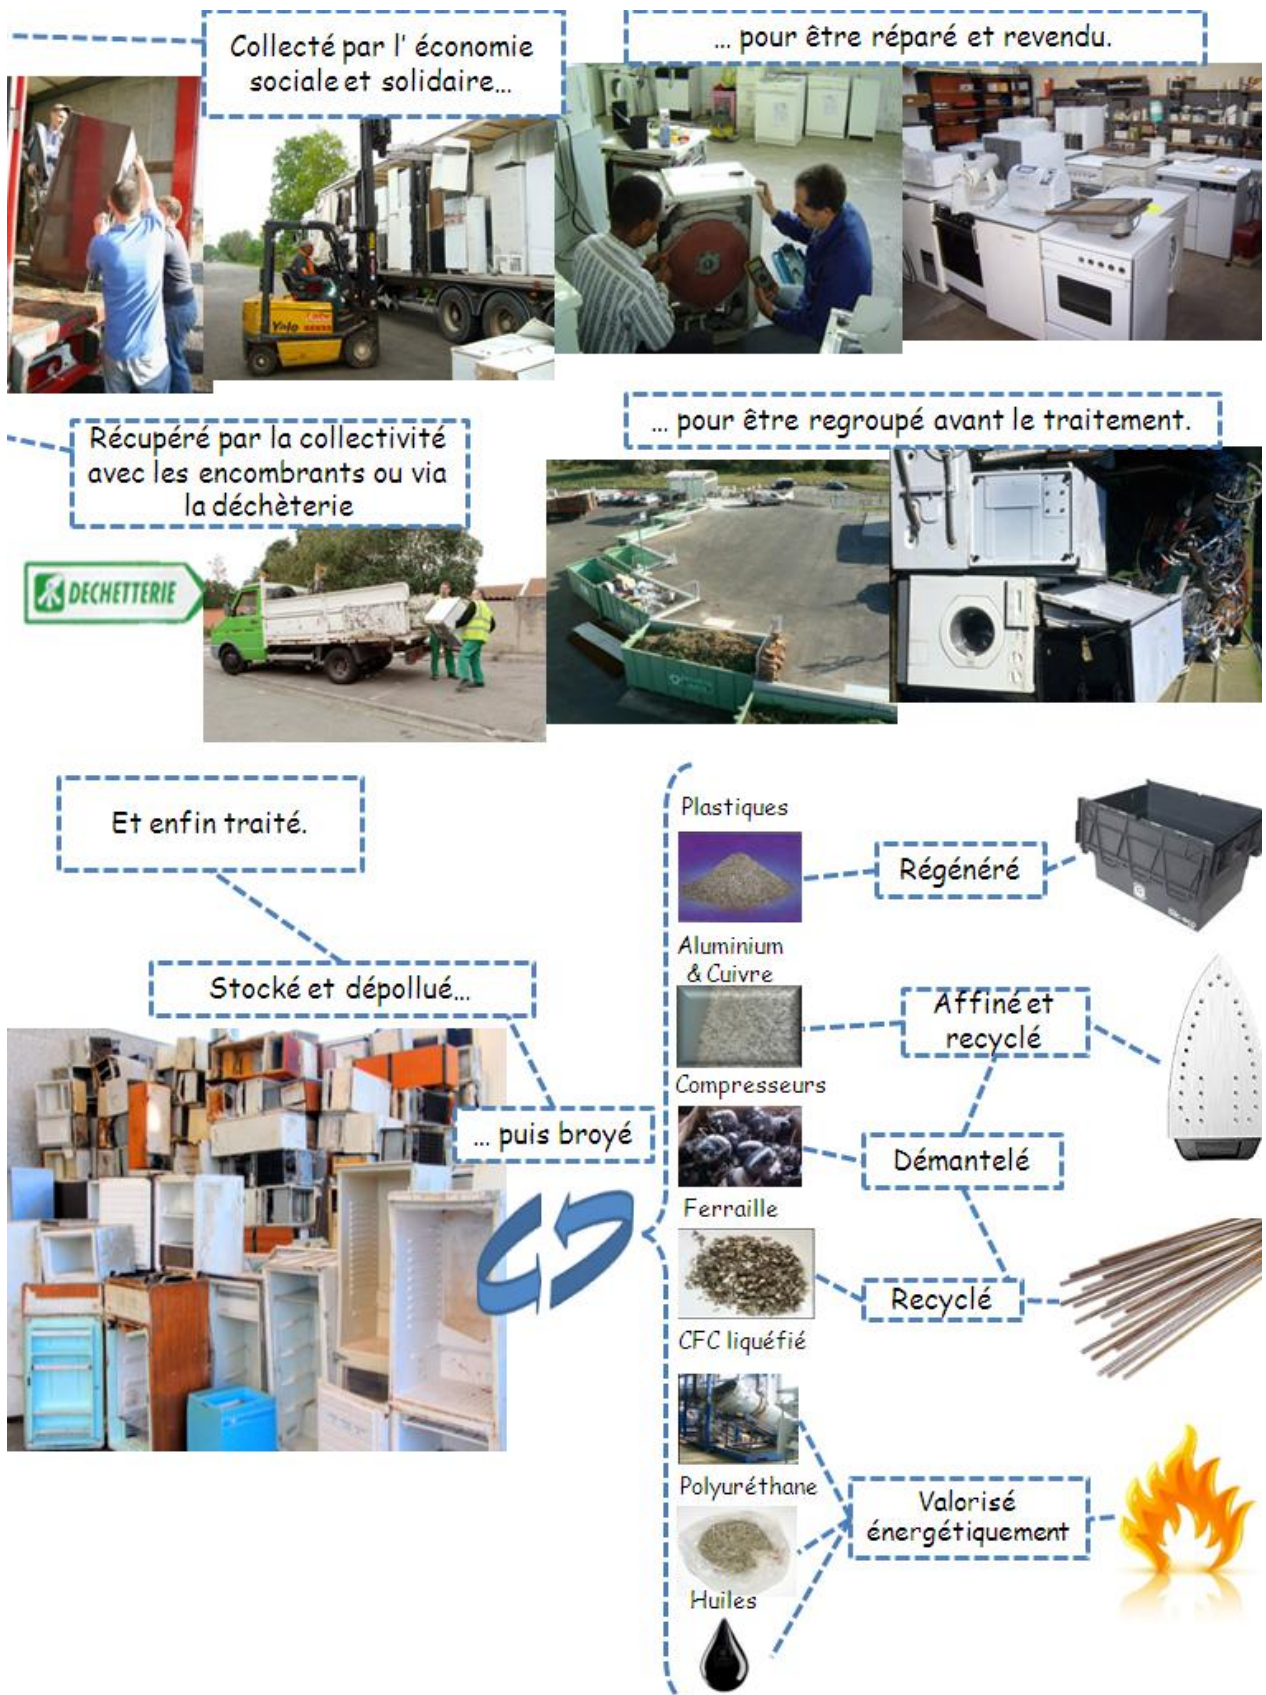 Collecté par l’ économie
sociale et solidaire…
… pour être réparé et revendu.
Yale
Récupéré par la collectivité
avec les encombrants ou via
la déchèterie
… pour être regroupé avant le traitement.
DECHETTERIE
Et enfin traité.
Stocké et dépollué…
… puis broyé
Plastiques
Régénéré
Aluminium
& Cuivre
Affiné et
recyclé
Compresseurs
Démantelé
Ferraille
Recyclé
CFC liquéfié
Polyuréthane
Valorisé
énergétiquement
Huiles